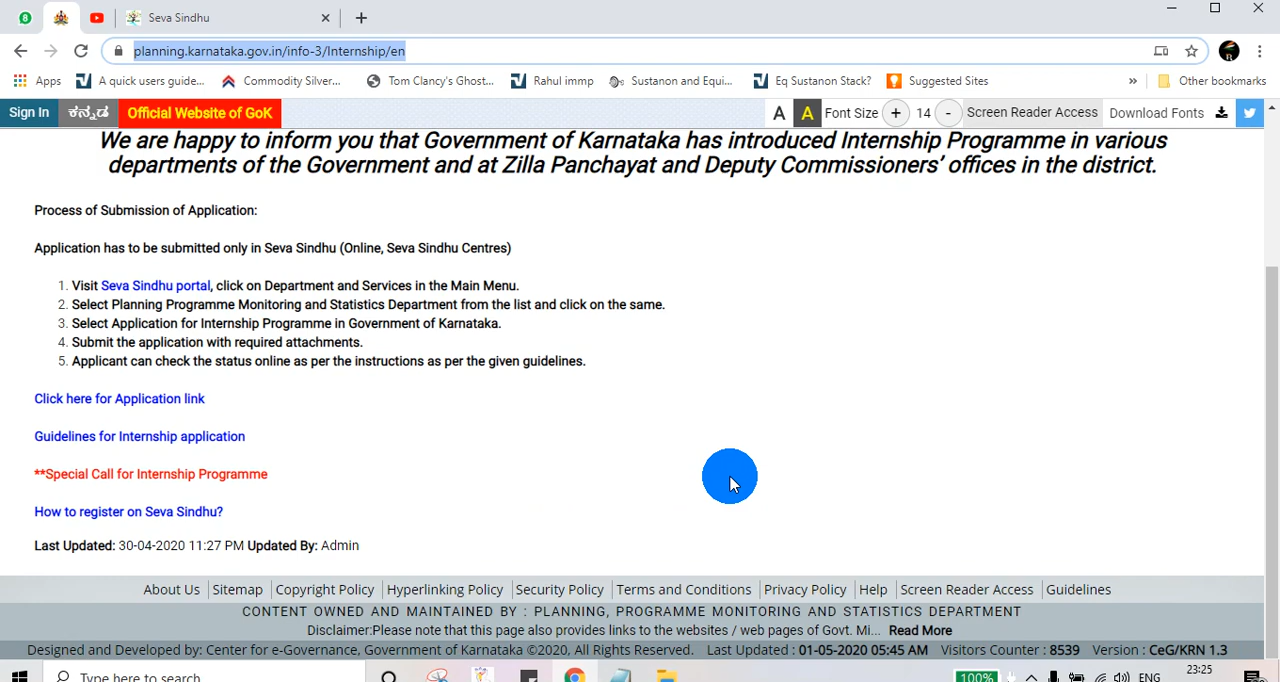 8
Seva Sindhu
planning.karnataka.gov.in/info-3/Internship/en
Apps A quick users guide... Commodity Silver... Tom Clancy's Ghost... Rahul immp Sustanon and Equi... Eq Sustanon Stack? Suggested Sites » Other bookmarks
Sign In ಕನ್ನಡ Official Website of GoK A A Font Size + 14 - Screen Reader Access Download Fonts
We are happy to inform you that Government of Karnataka has introduced Internship Programme in various
departments of the Government and at Zilla Panchayat and Deputy Commissioners’ offices in the district.
Process of Submission of Application:
Application has to be submitted only in Seva Sindhu (Online, Seva Sindhu Centres)
1. Visit Seva Sindhu portal, click on Department and Services in the Main Menu.
2. Select Planning Programme Monitoring and Statistics Department from the list and click on the same.
3. Select Application for Internship Programme in Government of Karnataka.
4. Submit the application with required attachments.
5. Applicant can check the status online as per the instructions as per the given guidelines.
Click here for Application link
Guidelines for Internship application
**Special Call for Internship Programme
How to register on Seva Sindhu?
Last Updated: 30-04-2020 11:27 PM Updated By: Admin
About Us Sitemap Copyright Policy Hyperlinking Policy Security Policy Terms and Conditions Privacy Policy Help Screen Reader Access Guidelines
CONTENT OWNED AND MAINTAINED BY : PLANNING, PROGRAMME MONITORING AND STATISTICS DEPARTMENT
Disclaimer:Please note that this page also provides links to the websites / web pages of Govt. Mi... Read More
Designed and Developed by: Center for e-Governance, Government of Karnataka ©2020, All Rights Reserved. Last Updated : 01-05-2020 05:45 AM Visitors Counter : 8539 Version : CeG/KRN 1.3
Type here to search 100% ENG 23:25